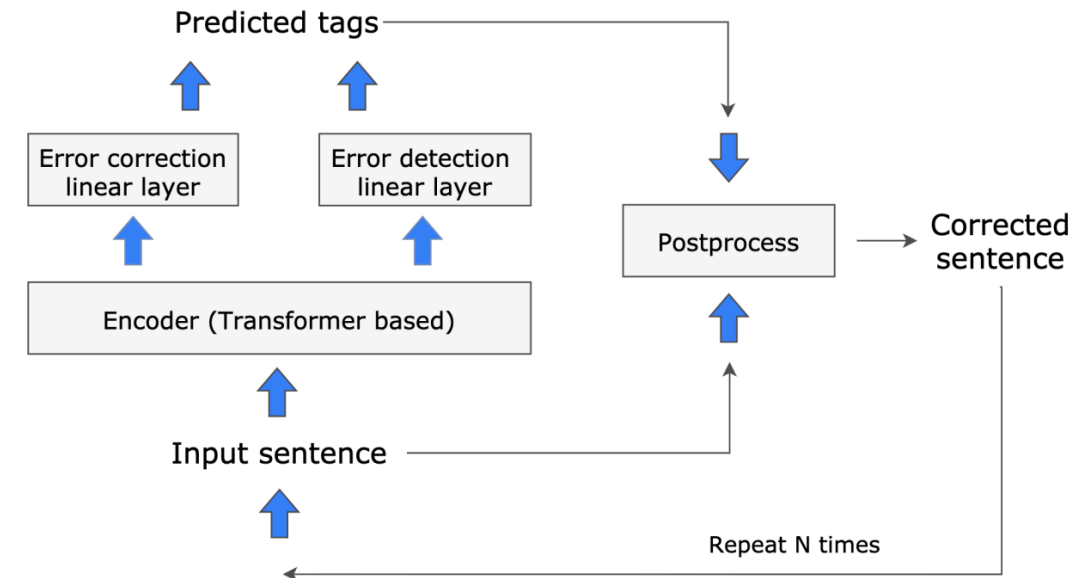 Predicted tags
Error correction
linear layer
Error detection
linear layer
Postprocess
Corrected
sentence
Encoder (Transformer based)
Input sentence
Repeat N times